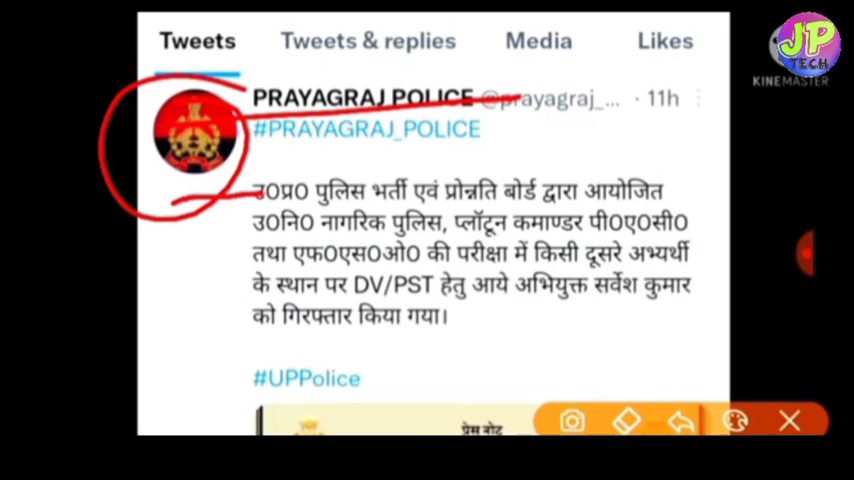 Tweets Tweets & replies Media Likes
JP
TECH
KINEMASTER
PRAYAGRAJ POLICE @prayagraj_... · 11h
#PRAYAGRAJ_POLICE
उ0प्र0 पुलिस भर्ती एवं प्रोन्नति बोर्ड द्वारा आयोजित
उ0नि0 नागरिक पुलिस, प्लॉटून कमाण्डर पी0ए0सी0
तथा एफ0एस0ओ0 की परीक्षा में किसी दूसरे अभ्यर्थी
के स्थान पर DV/PST हेतु आये अभियुक्त सर्वेश कुमार
को गिरफ्तार किया गया।
#UPPolice
प्रेस नोट